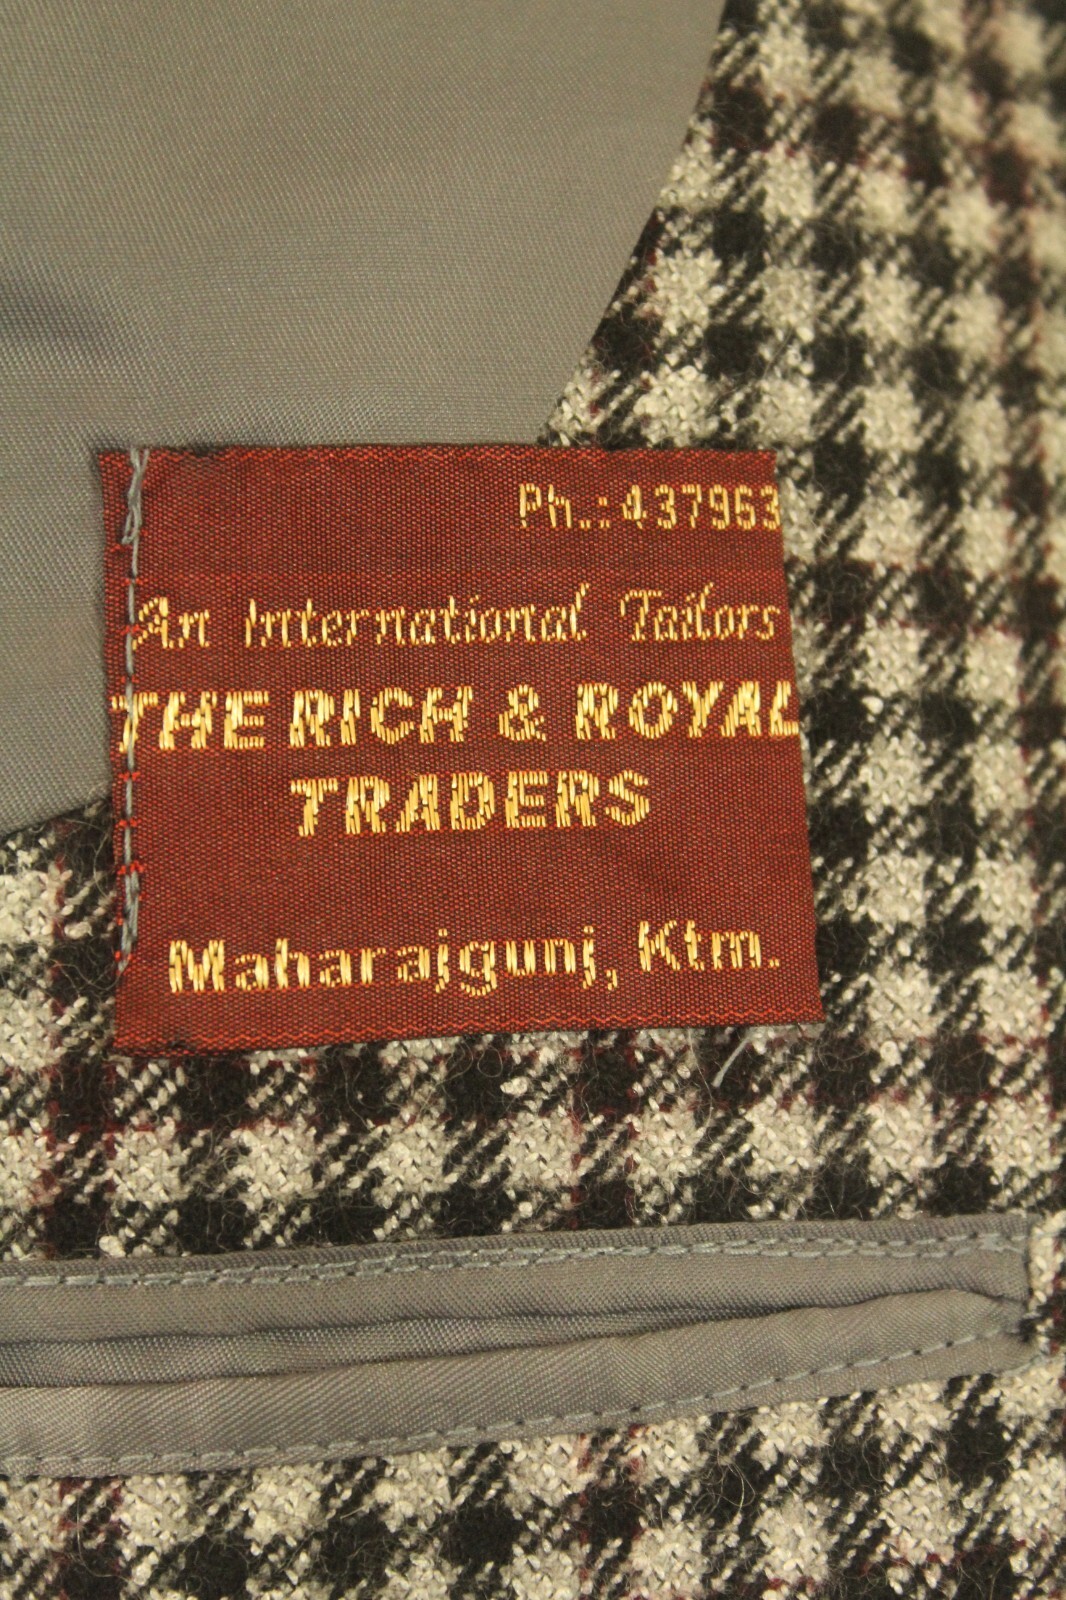 Ph.:437963
An International Tailors
THE RICH & ROYAL
TRADERS
Maharajgunj, Ktm.